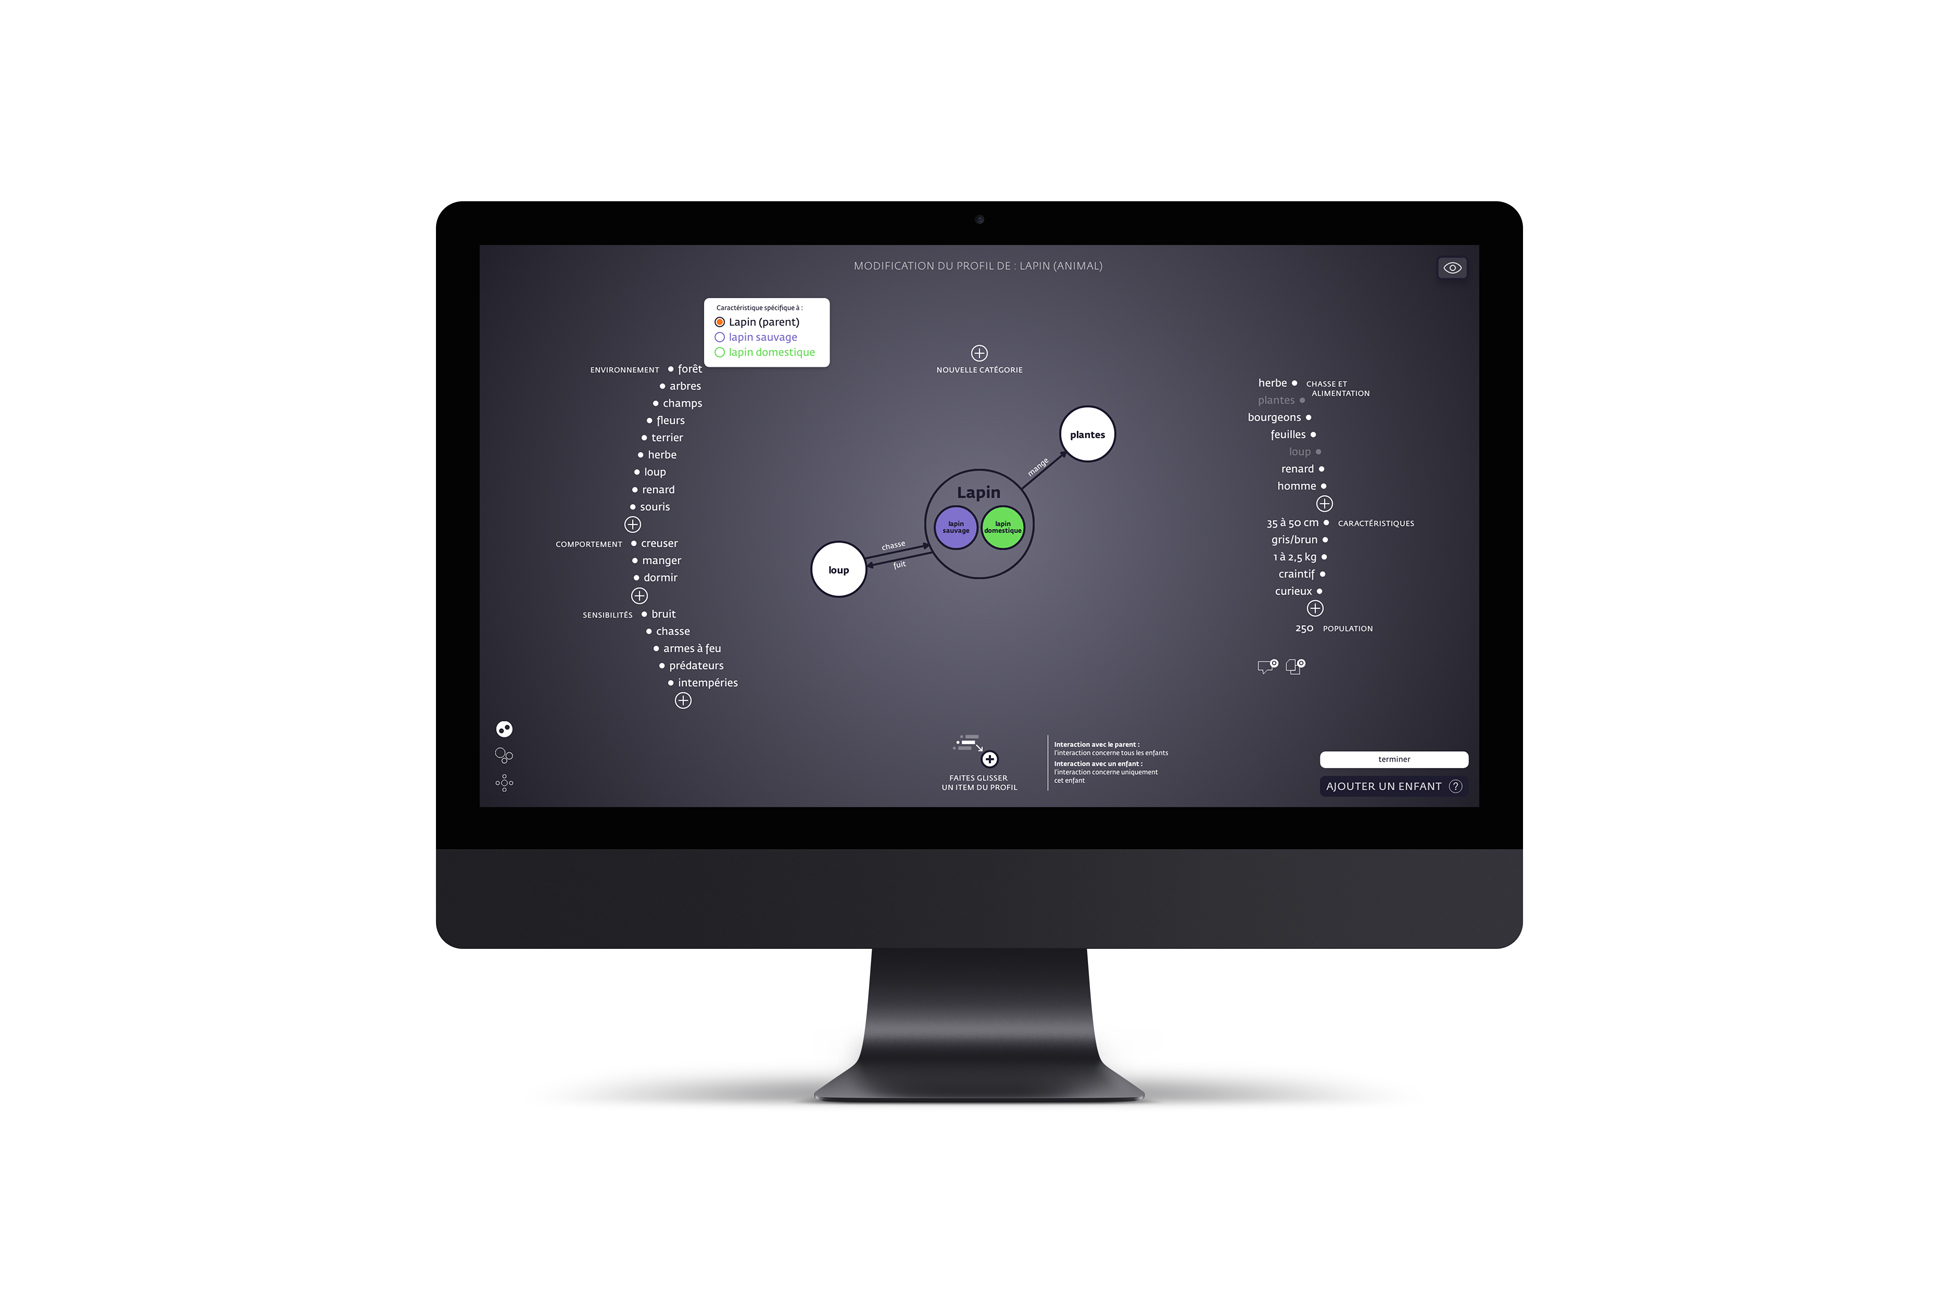 MODIFICATION DU PROFIL DE : LAPIN (ANIMAL)
Caractéristique spécifique à :
Lapin (parent)
lapin sauvage
lapin domestique
ENVIRONNEMENT
forêt
arbres
champs
fleurs
terrier
herbe
loup
renard
souris
COMPORTEMENT
creuser
manger
dormir
SENSIBILITÉS
bruit
chasse
armes à feu
prédateurs
intempéries
NOUVELLE CATÉGORIE
plantes
mange
Lapin
lapin
sauvage
lapin
domestique
chasse
fuit
loup
CHASSE ET
ALIMENTATION
herbe
plantes
bourgeons
feuilles
loup
renard
homme
35 à 50 cm
CARACTÉRISTIQUES
gris/brun
1 à 2,5 kg
craintif
curieux
250 POPULATION
0
0
FAITES GLISSER
UN ITEM DU PROFIL
Interaction avec le parent :
l'interaction concerne tous les enfants
Interaction avec un enfant :
l'interaction concerne uniquement
cet enfant
terminer
AJOUTER UN ENFANT ?